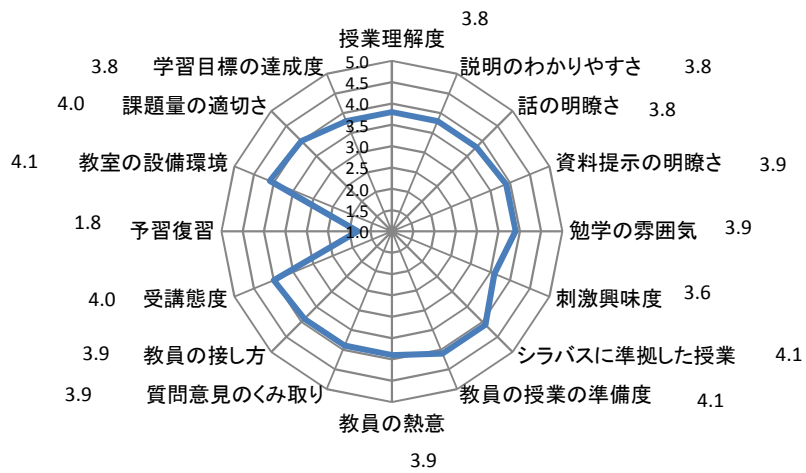 3.8
授業理解度
3.8 学習目標の達成度
説明のわかりやすさ 3.8
4.0 課題量の適切さ
話の明瞭さ 3.8
4.1 教室の設備環境
資料提示の明瞭さ 3.9
1.8 予習復習
勉学の雰囲気 3.9
4.0 受講態度
刺激興味度 3.6
3.9 教員の接し方
シラバスに準拠した授業 4.1
3.9 質問意見のくみ取り
教員の授業の準備度 4.1
教員の熱意
3.9
5.0
4.5
4.0
3.5
3.0
2.5
2.0
1.5
1.0